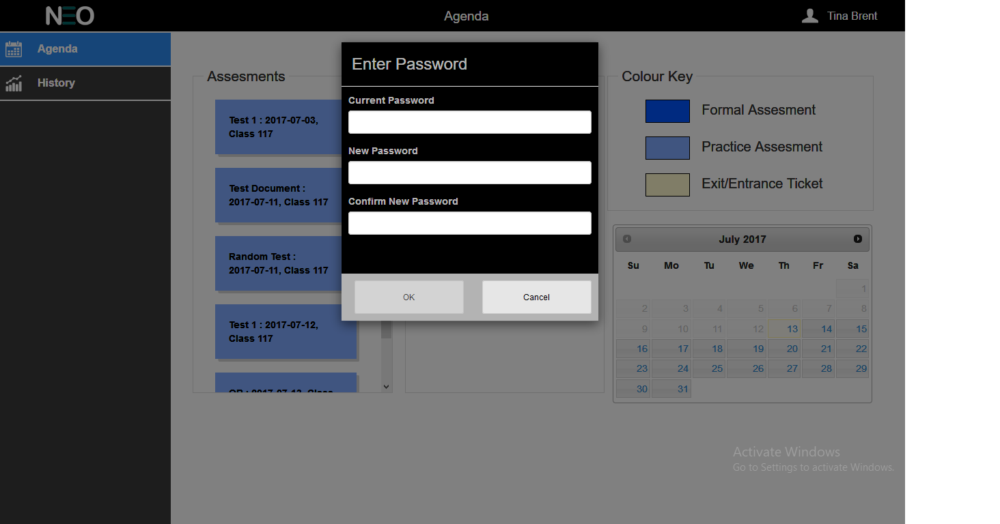 NEO
Agenda
Tina Brent
Agenda
History
Enter Password
Current Password
New Password
Confirm New Password
OK
Cancel
Assesments
Test 1 : 2017-07-03,
Class 117
Test Document :
2017-07-11, Class 117
Random Test :
2017-07-11, Class 117
Test 1 : 2017-07-12,
Class 117
: 2017-07-13, Class
Colour Key
Formal Assesment
Practice Assesment
Exit/Entrance Ticket
July 2017
Su Mo Tu We Th Fr Sa
1
2 3 4 5 6 7 8
9 10 11 12 13 14 15
16 17 18 19 20 21 22
23 24 25 26 27 28 29
30 31
Activate Windows
Go to Settings to activate Windows.